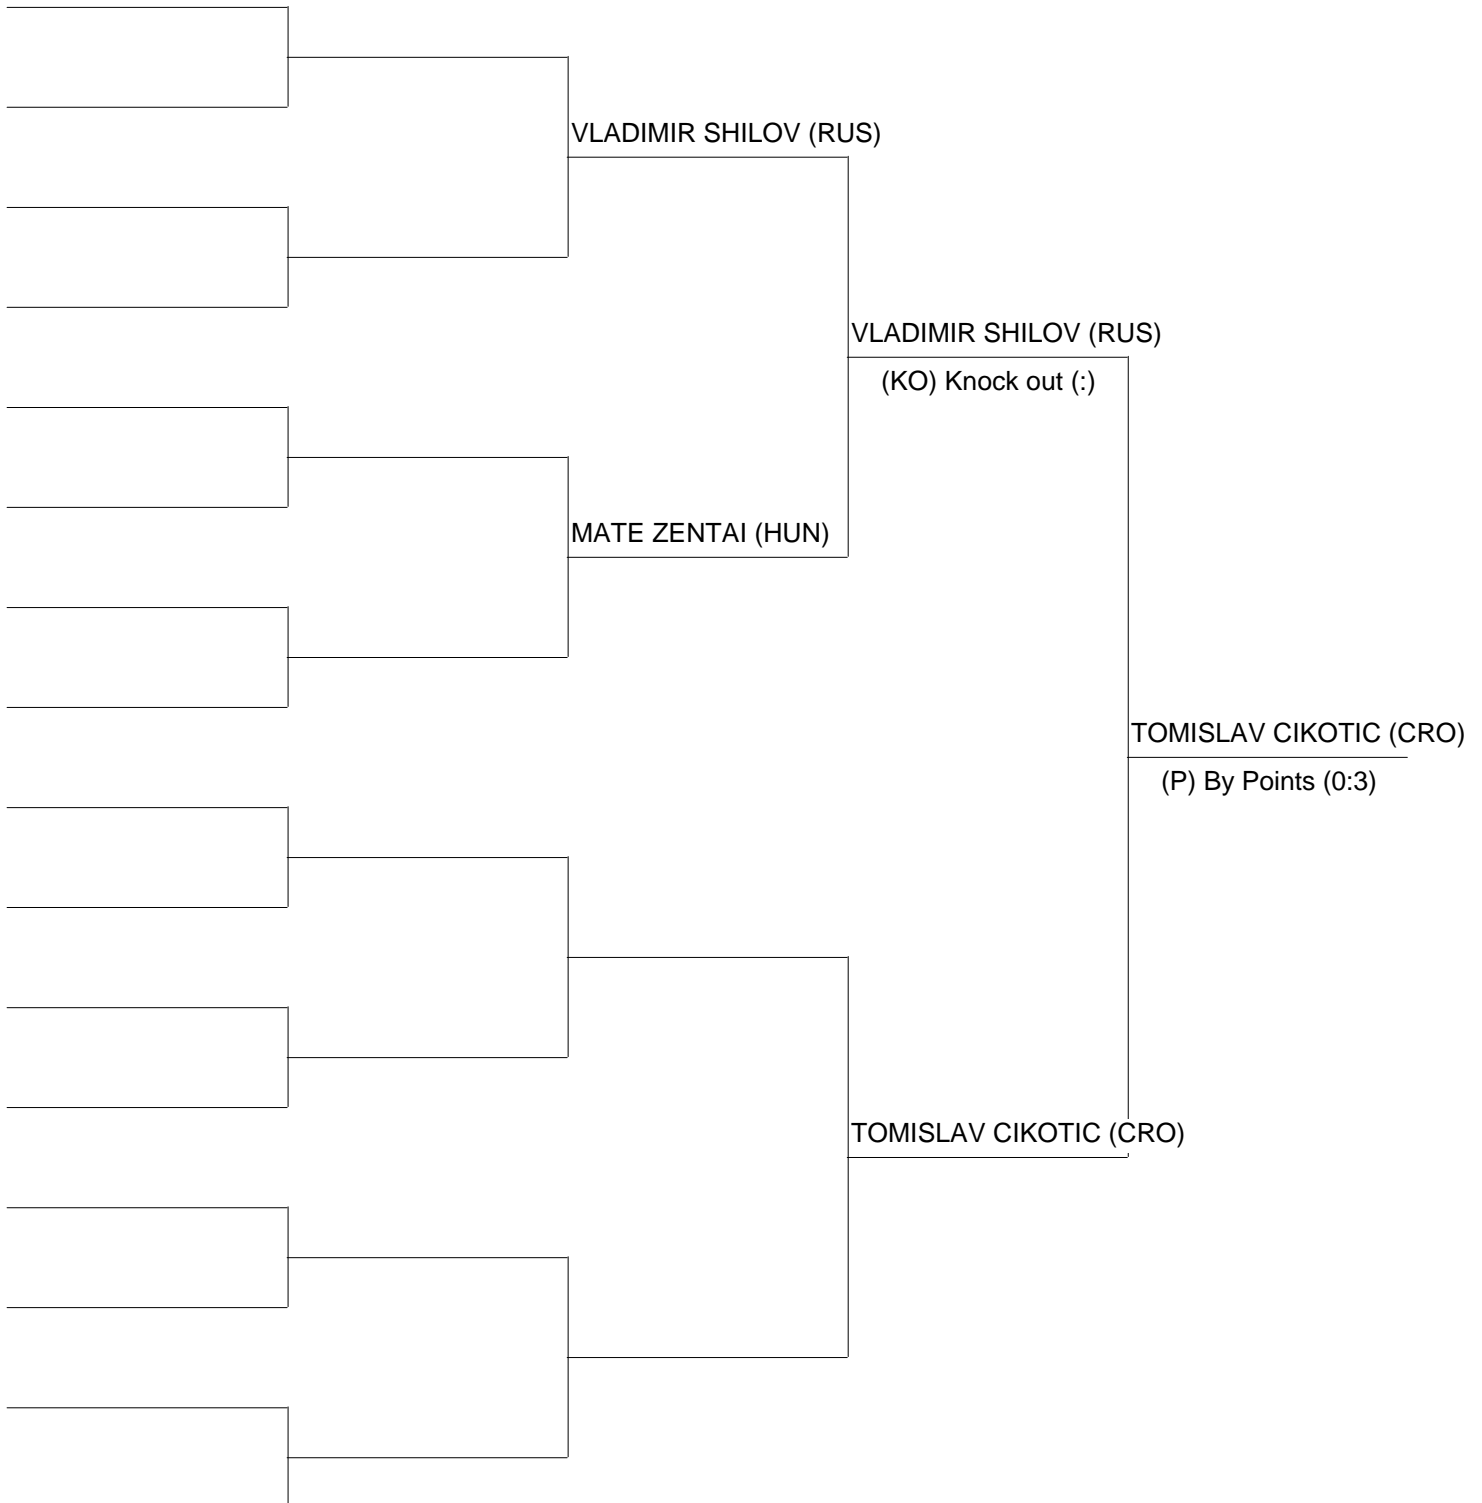 VLADIMIR SHILOV (RUS)
VLADIMIR SHILOV (RUS)
(KO) Knock out (:)
MATE ZENTAI (HUN)
TOMISLAV CIKOTIC (CRO)
(P) By Points (0:3)
TOMISLAV CIKOTIC (CRO)